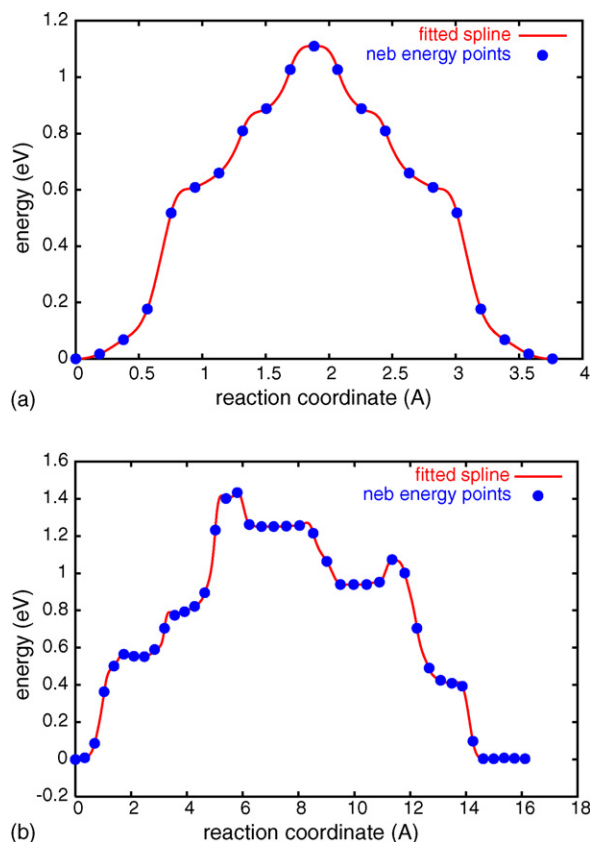 1.2
1
0.8
0.6
0.4
0.2
0
energy (eV)
fitted spline
neb energy points
0 0.5 1 1.5 2 2.5 3 3.5 4
reaction coordinate (A)
(a)
1.6
1.4
1.2
1
0.8
0.6
0.4
0.2
0
-0.2
energy (eV)
fitted spline
neb energy points
0 2 4 6 8 10 12 14 16 18
reaction coordinate (A)
(b)